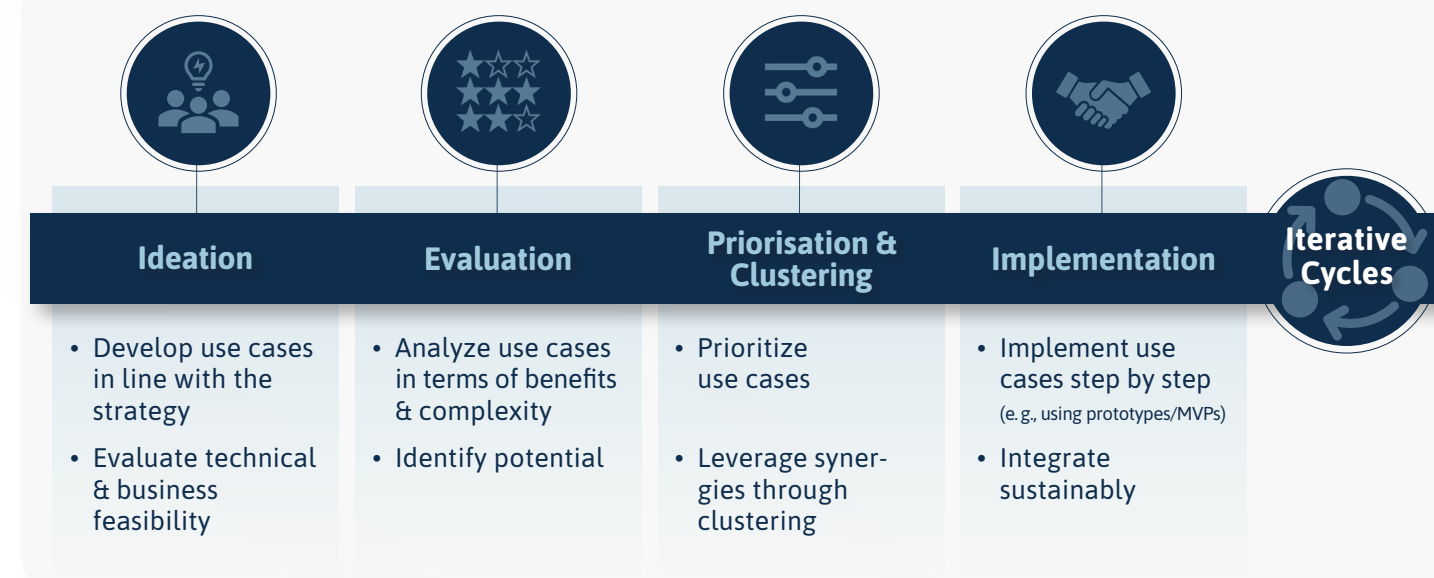 Ideation
Evaluation
Priorisation &
Clustering
Implementation
Iterative
Cycles
• Develop use cases
in line with the
strategy
• Evaluate technical
& business
feasibility
• Analyze use cases
in terms of benefits
& complexity
• Identify potential
• Prioritize
use cases
• Leverage syner-
gies through
clustering
• Implement use
cases step by step
(e. g., using prototypes/MVPs)
• Integrate
sustainably